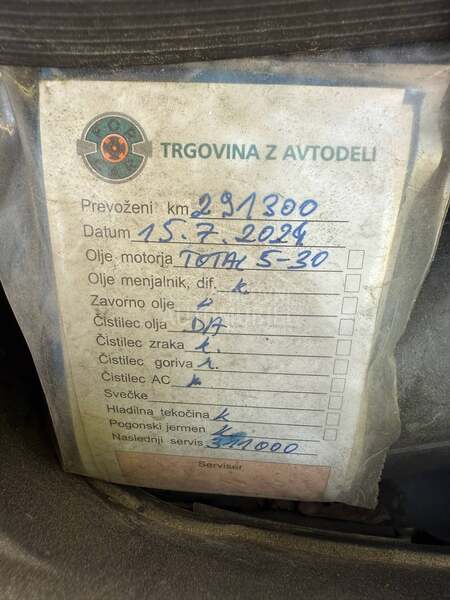 TRGOVINA Z AVTODELI
Prevoženi km 291300
Datum 15.7.2024
Olje motorja TOTAL 5-30
Olje menjalnik, dif. k
Zavorno olje
Čistilec olja DA
Čistilec zraka k
Čistilec goriva
Čistilec AC k
Svečke
Hladilna tekočina k
Pogonski jermen k
Naslednji servis 311000
Serviser